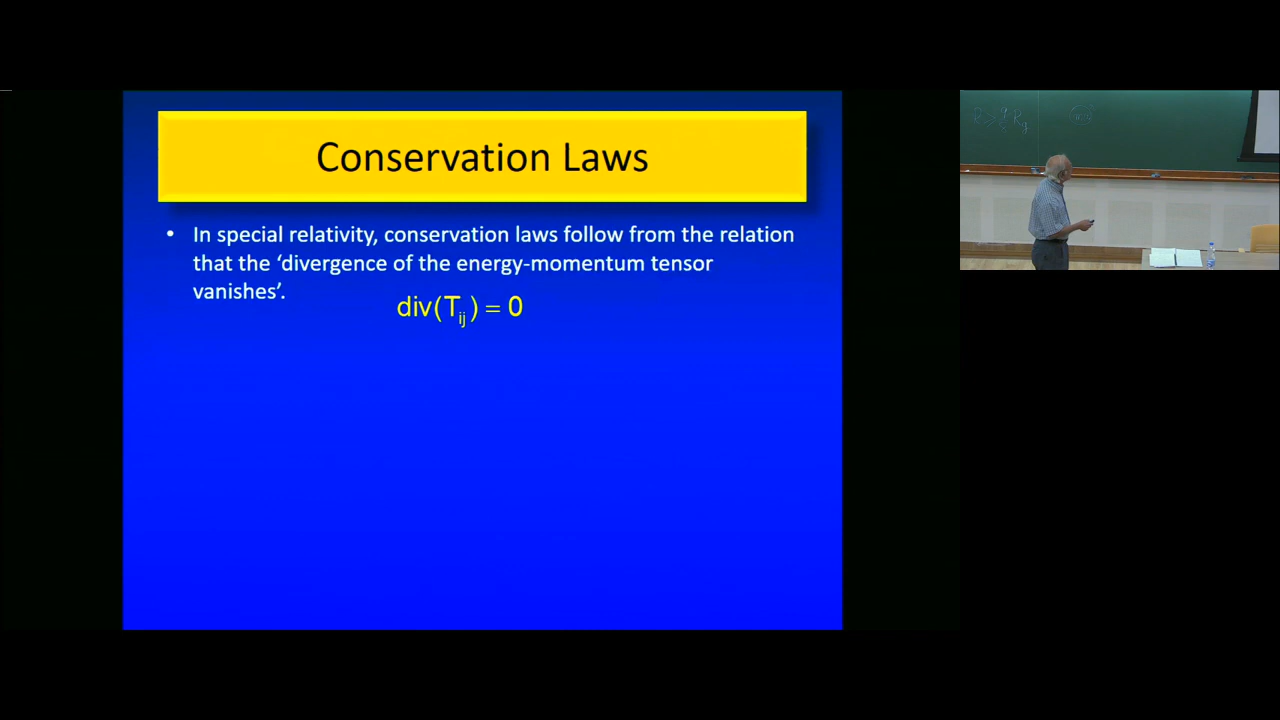 Conservation Laws
• In special relativity, conservation laws follow from the relation
that the ‘divergence of the energy-momentum tensor
vanishes’.
div(Tᵢⱼ) = 0